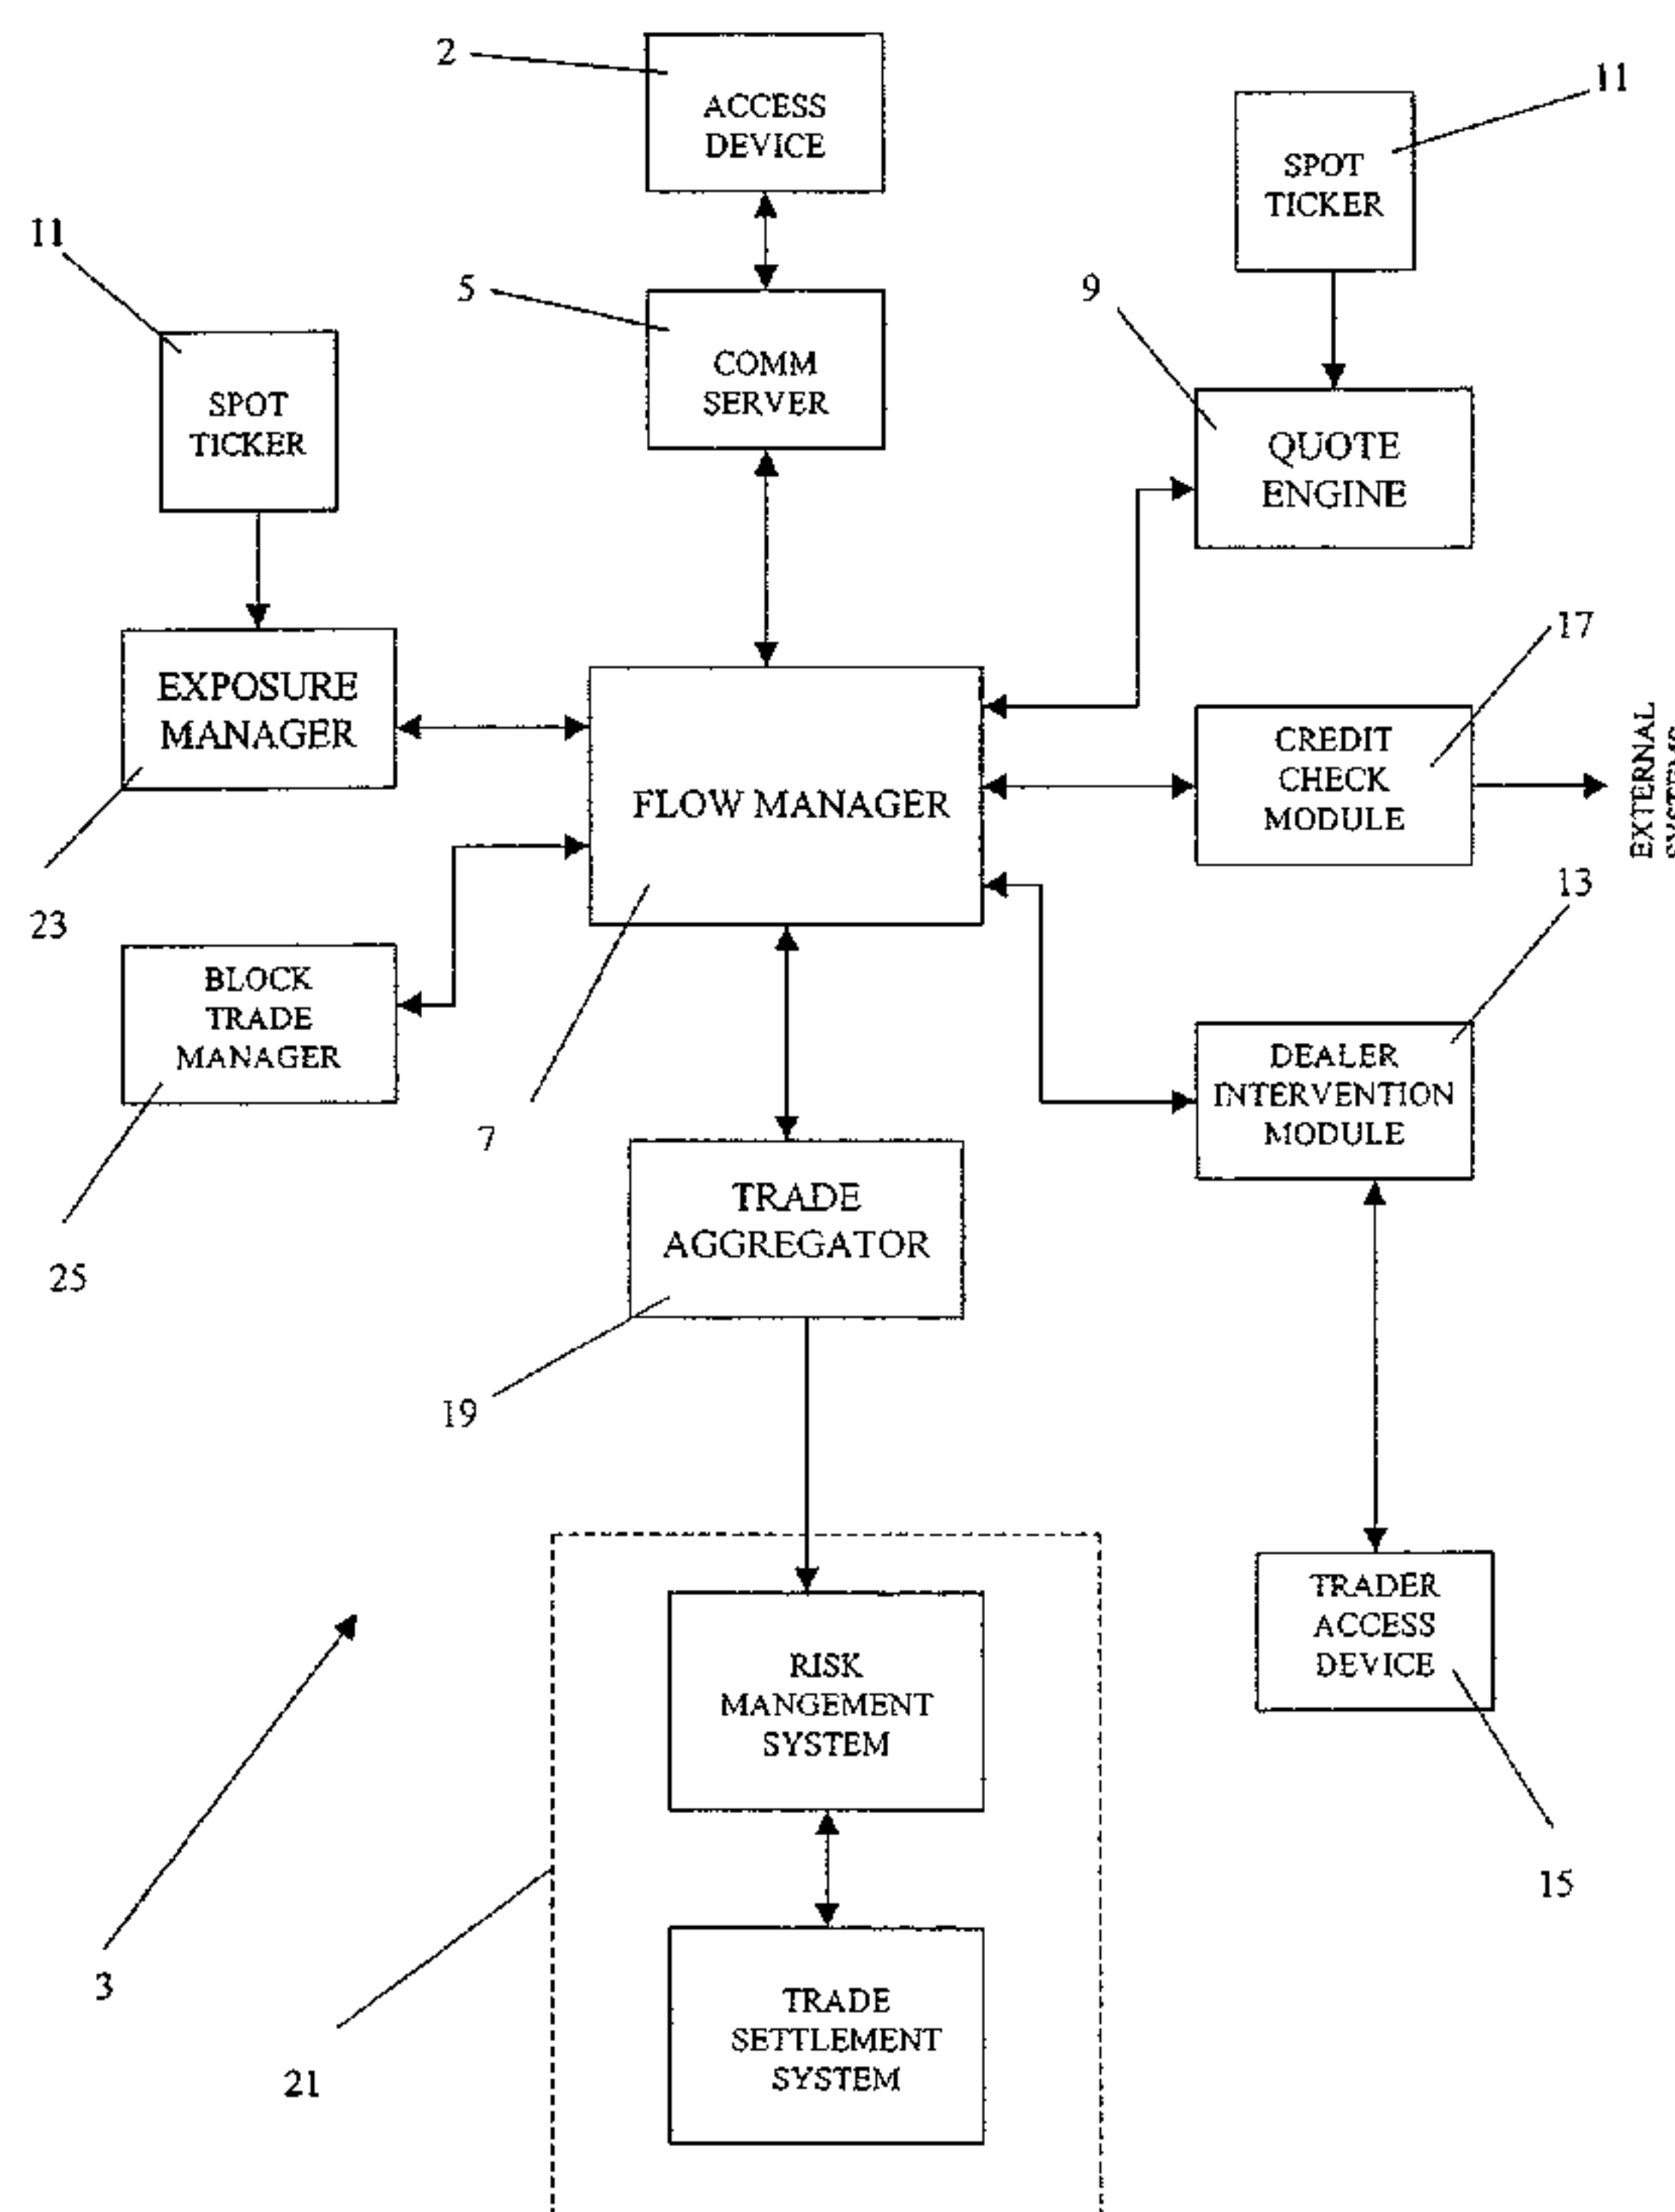 2
ACCESS
DEVICE
11
SPOT
TICKER
11
SPOT
TICKER
5
COMM
SERVER
9
QUOTE
ENGINE
EXPOSURE
MANAGER
23
FLOW MANAGER
7
17
CREDIT
CHECK
MODULE
EXTERNAL
SYSTEMS
13
BLOCK
TRADE
MANAGER
25
DEALER
INTERVENTION
MODULE
TRADE
AGGREGATOR
19
TRADER
ACCESS
DEVICE
15
RISK
MANGEMENT
SYSTEM
3
21
TRADE
SETTLEMENT
SYSTEM